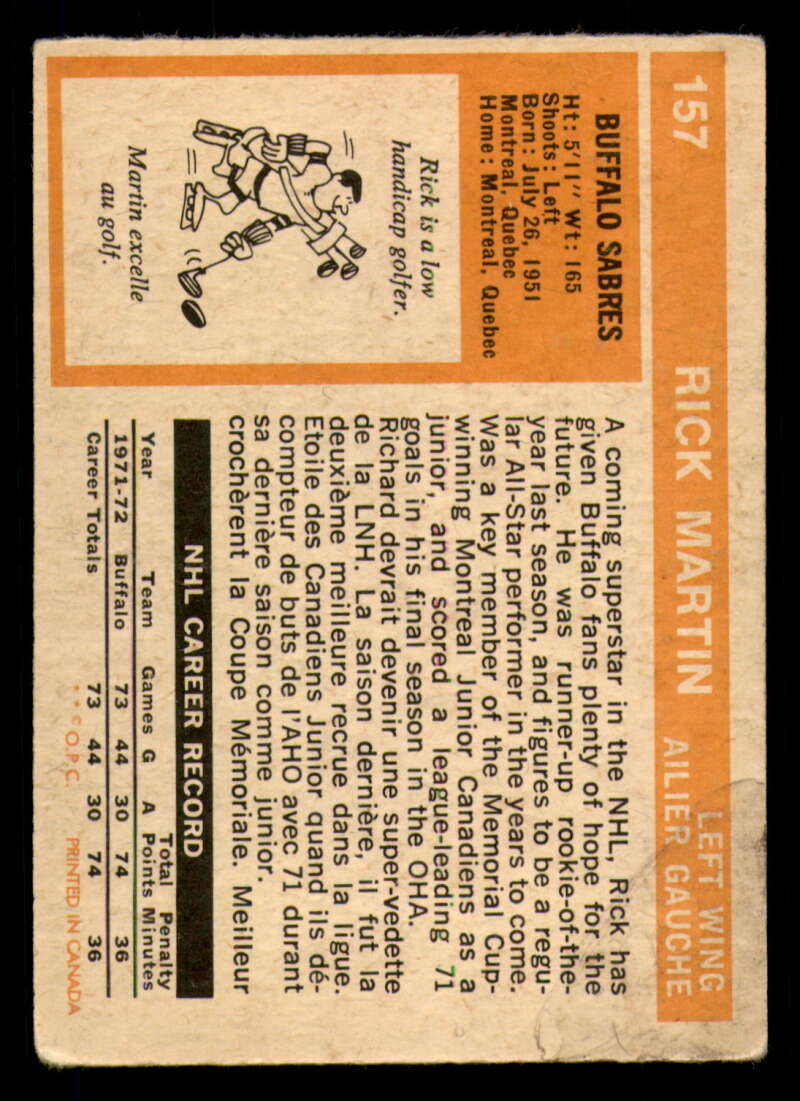 157
RICK MARTIN
LEFT WING
AILIER GAUCHE
BUFFALO SABRES
Ht: 5'11" Wt: 165
Shoots: Left
Born: July 26, 1951
Montreal, Quebec
Home: Montreal, Quebec
Rick is a low
handicap golfer.
Martin excelle
au golf.
A coming superstar in the NHL, Rick has
given Buffalo fans plenty of hope for the
future. He was runner-up rookie-of-the-
year last season, and figures to be a regu-
lar All-Star performer in the years to come.
Was a key member of the Memorial Cup-
winning Montreal Junior Canadiens as a
junior, and scored a league-leading 71
goals in his final season in the OHA.
Richard devrait devenir une super-vedette
de la LNH. La saison dernière, il fut la
deuxième meilleure recrue dans la ligue.
Etoile des Canadiens Junior quand ils dé-
crochèrent la Coupe Mémoriale. Meilleur
compteur de buts de l'AHO avec 71 durant
sa dernière saison comme junior.
NHL CAREER RECORD
Year Team Games G A Total Points Penalty Minutes
1971-72 Buffalo 73 44 30 74 36
Career Totals 73 44 30 74 36
* * © O.P.C. PRINTED IN CANADA